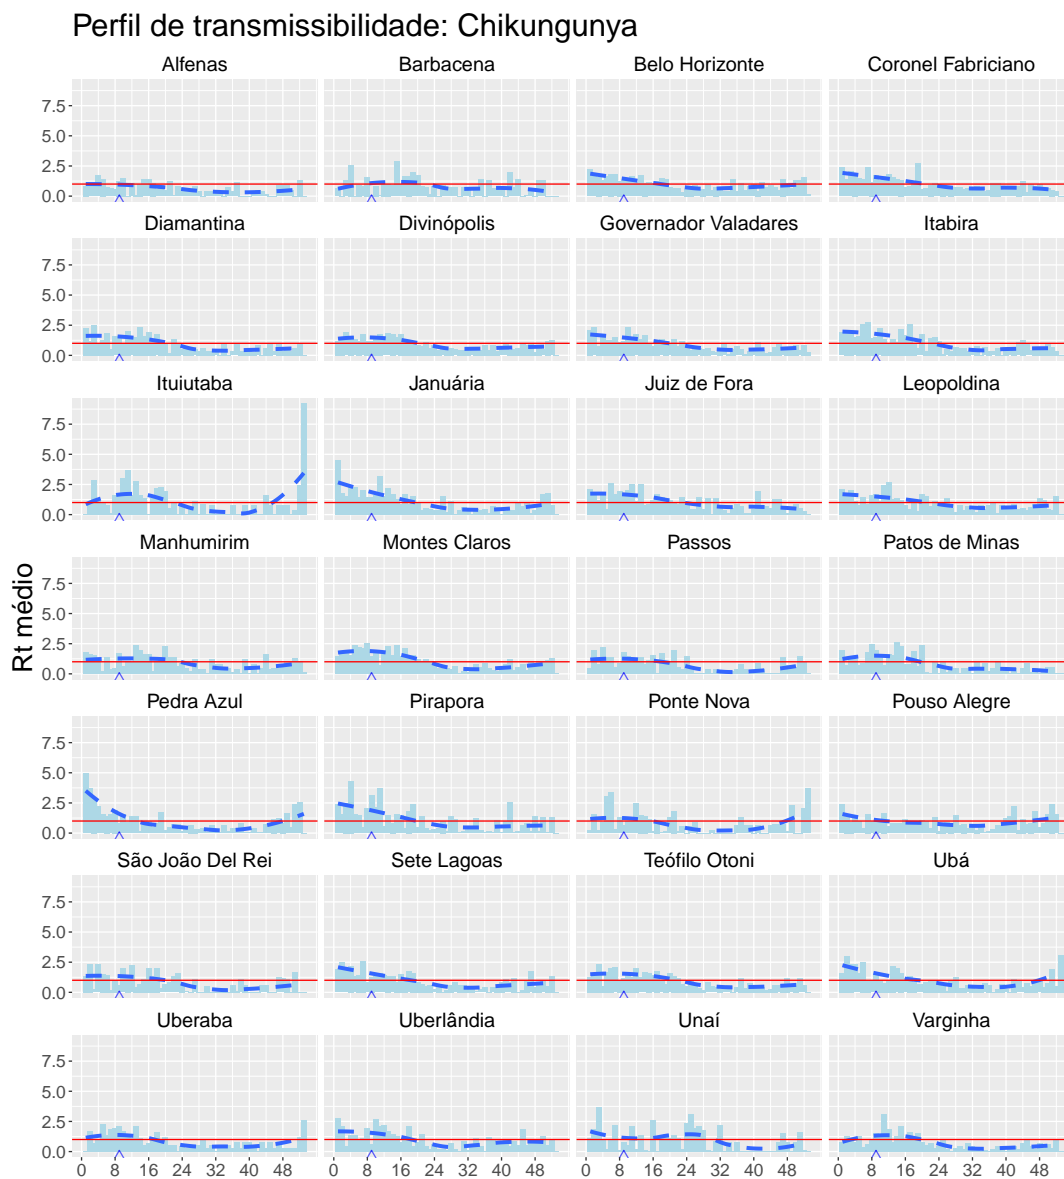 Perfil de transmissibilidade: Chikungunya
Alfenas Barbacena Belo Horizonte Coronel Fabriciano
7.5
5.0
2.5
0.0
Diamantina Divinópolis Governador Valadares Itabira
7.5
5.0
2.5
0.0
Ituiutaba Januária Juiz de Fora Leopoldina
7.5
5.0
2.5
0.0
Manhumirim Montes Claros Passos Patos de Minas
7.5
5.0
2.5
0.0
Rt médio
Pedra Azul Pirapora Ponte Nova Pouso Alegre
7.5
5.0
2.5
0.0
São João Del Rei Sete Lagoas Teófilo Otoni Ubá
7.5
5.0
2.5
0.0
Uberaba Uberlândia Unaí Varginha
7.5
5.0
2.5
0.0
0 8 16 24 32 40 48 0 8 16 24 32 40 48 0 8 16 24 32 40 48 0 8 16 24 32 40 48